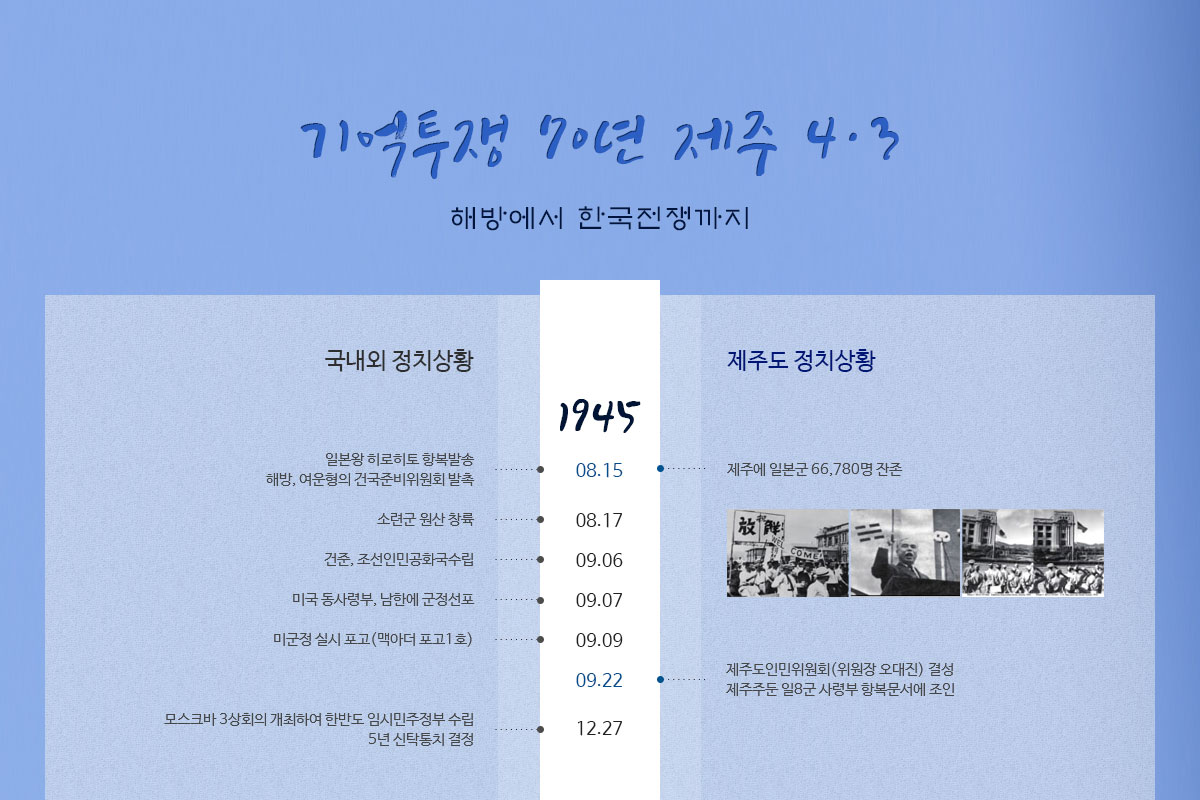 기억투쟁 70년 제주 4·3
해방에서 한국전쟁까지
국내외 정치상황
제주도 정치상황
1945
일본왕 히로히토 항복발송
해방, 여운형의 건국준비위원회 발족
08.15
제주에 일본군 66,780명 잔존
소련군 원산 창륙
08.17
건준, 조선인민공화국수립
09.06
미국 동사령부, 남한에 군정선포
09.07
미군정 실시 포고(맥아더 포고1호)
09.09
09.22
제주도인민위원회(위원장 오대진) 결성
제주주둔 일8군 사령부 항복문서에 조인
모스크바 3상회의 개최하여 한반도 임시민주정부 수립
5년 신탁통치 결정
12.27
COME